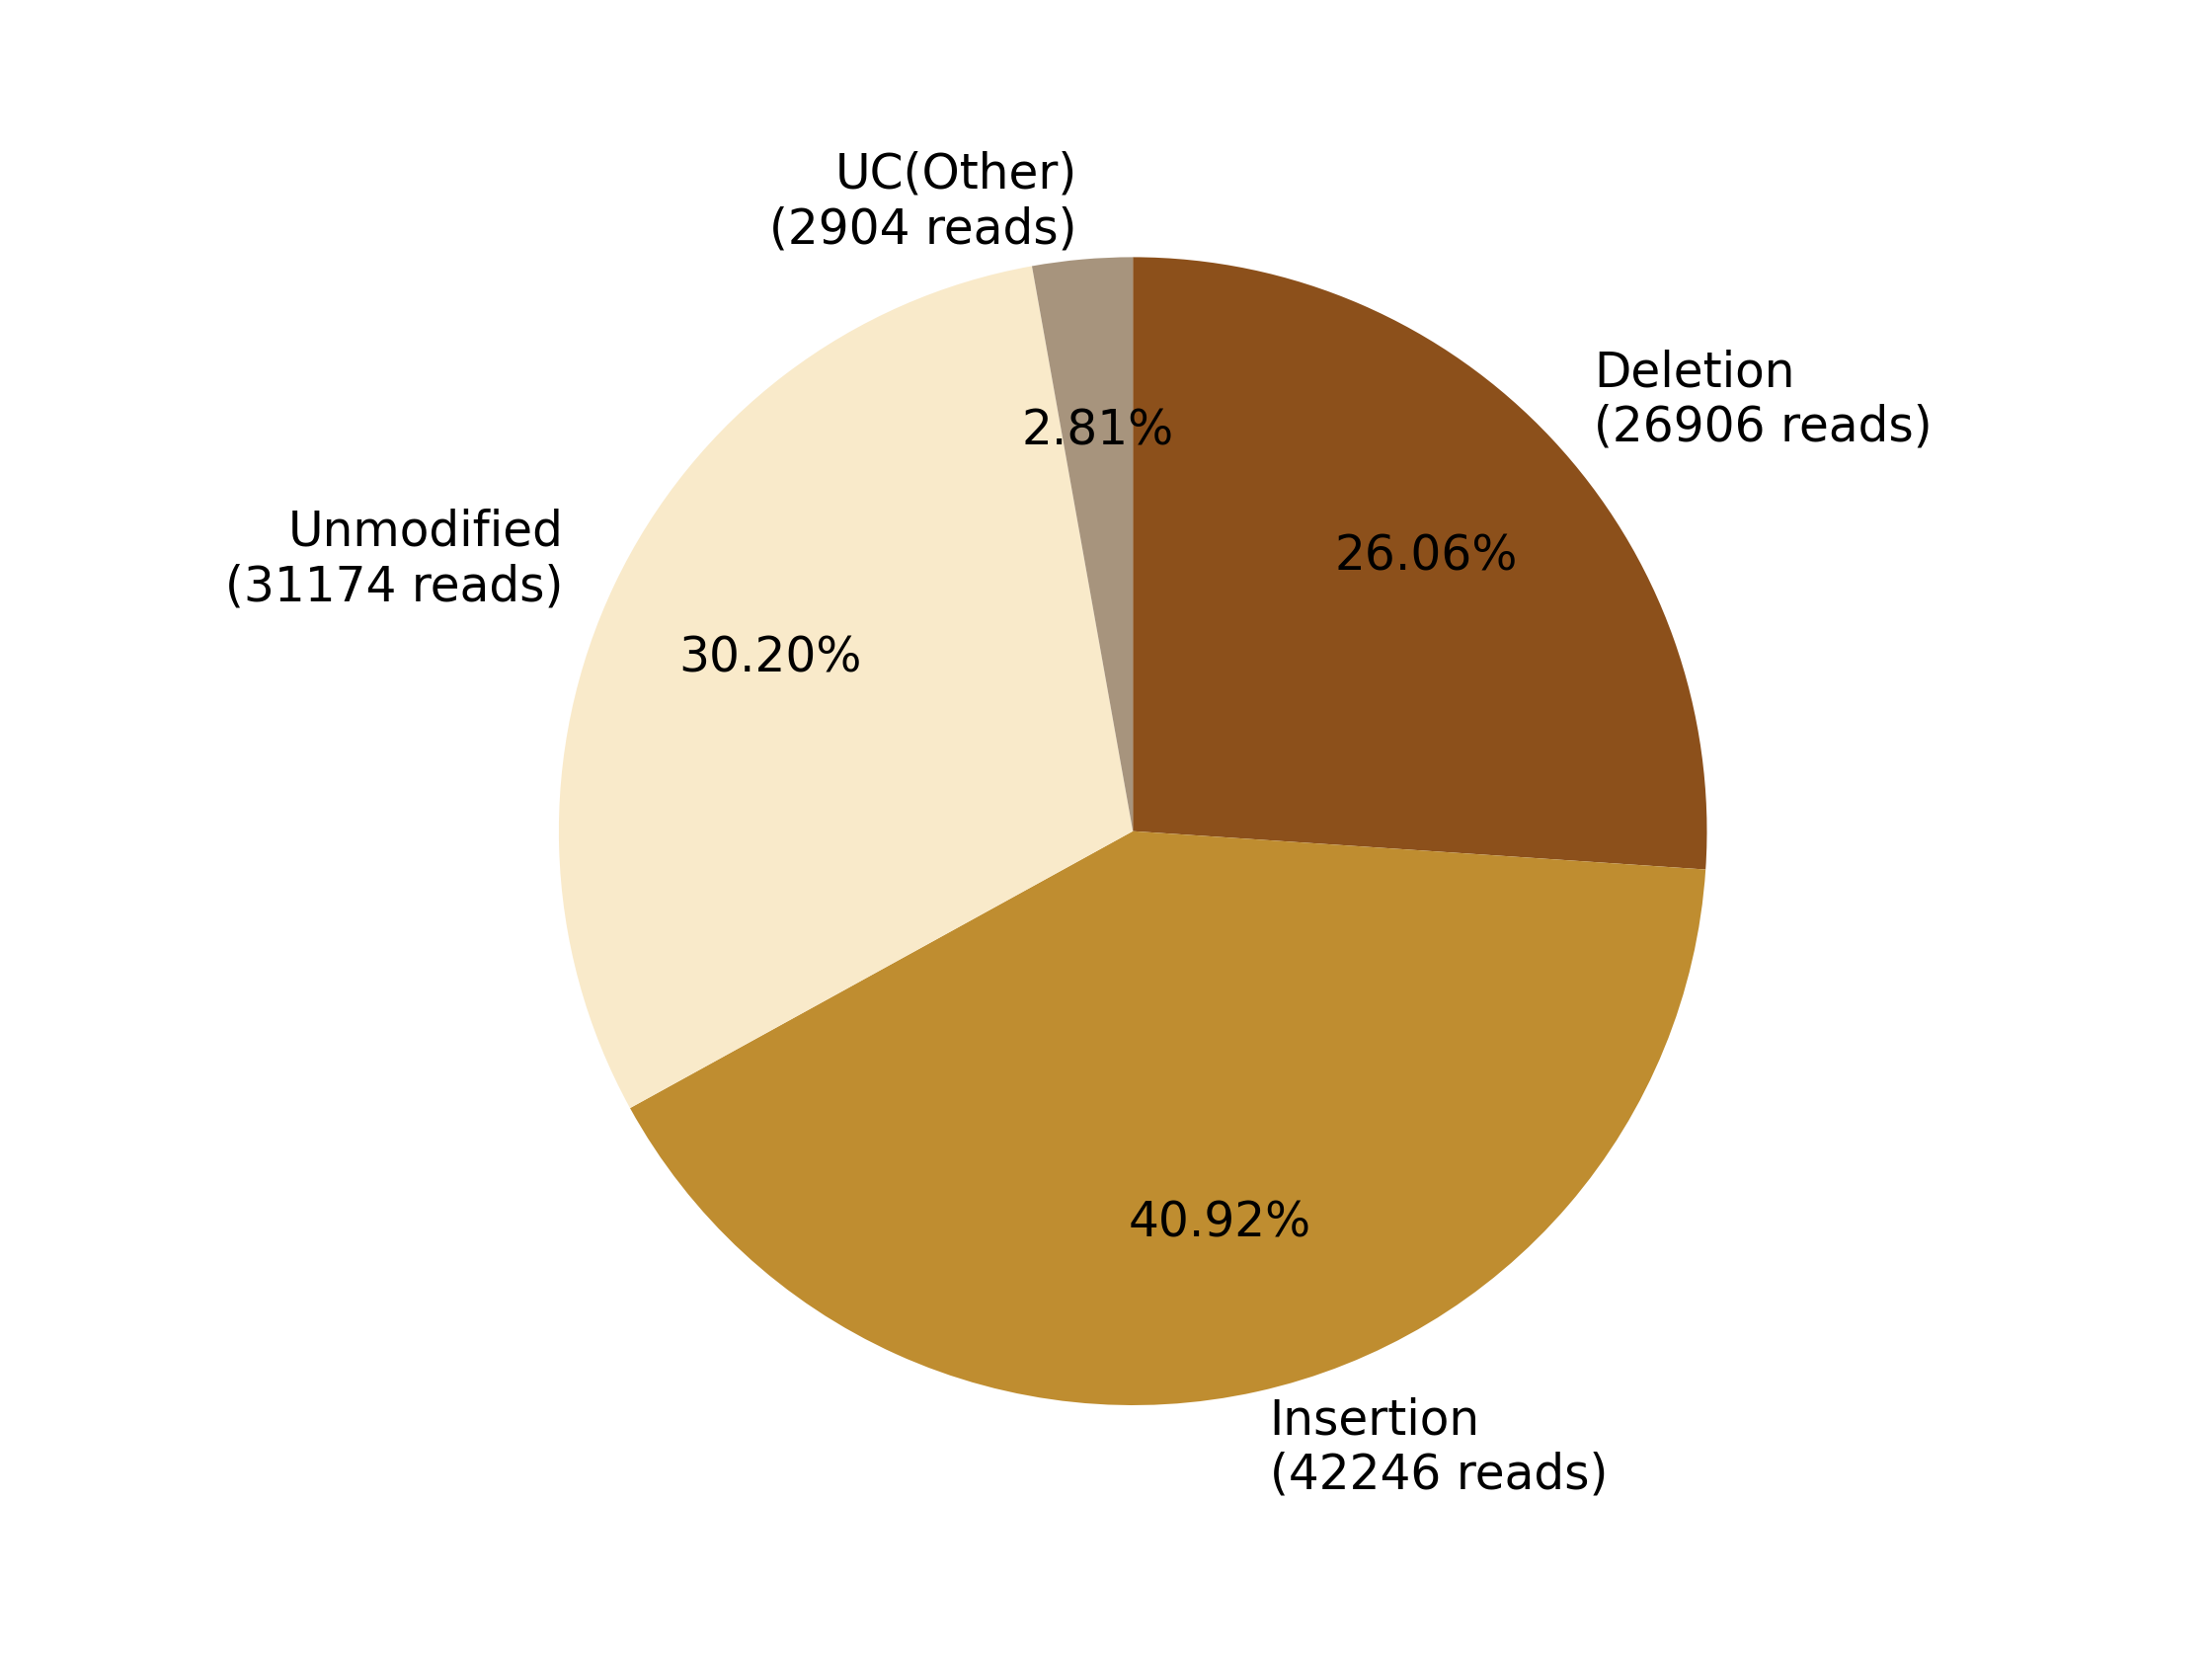 UC(Other)
(2904 reads)
Deletion
(26906 reads)
2.81%
Unmodified
(31174 reads)
26.06%
30.20%
40.92%
Insertion
(42246 reads)